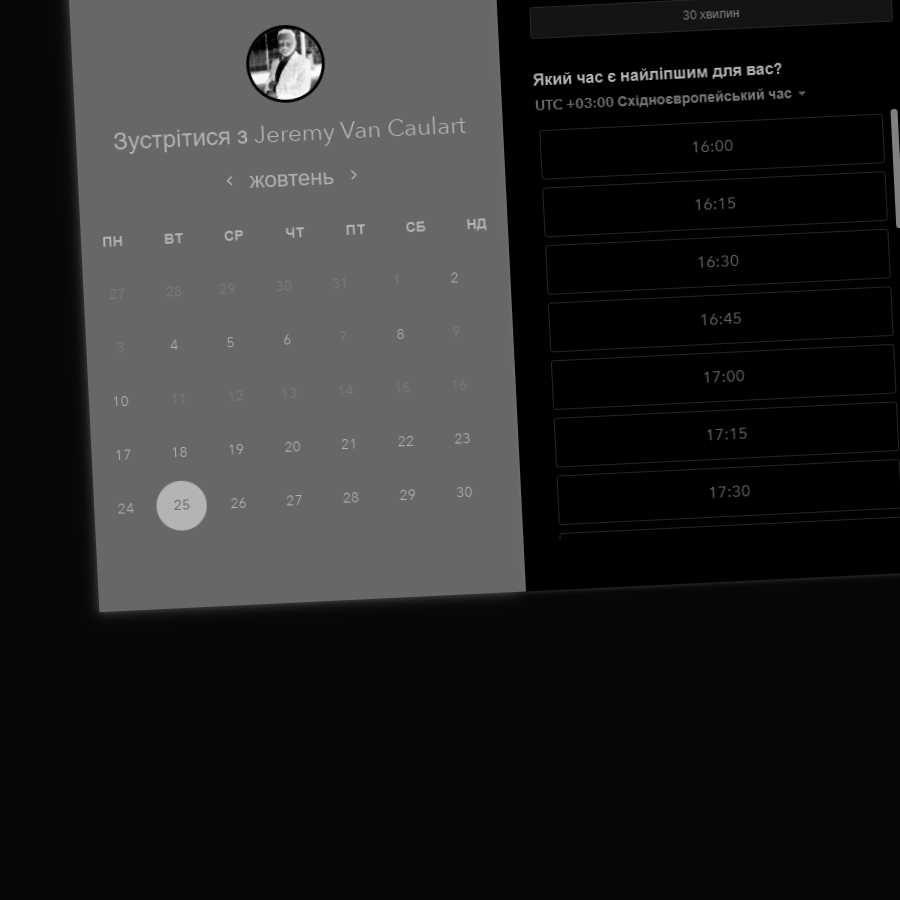 Зустрітися з Jeremy Van Caulart
‹ жовтень ›
ПН ВТ СР ЧТ ПТ СБ НД
27 28 29 30 31 1 2
3 4 5 6 7 8 9
10 11 12 13 14 15 16
17 18 19 20 21 22 23
24 25 26 27 28 29 30
30 хвилин
Який час є найліпшим для вас?
UTC +03:00 Східноєвропейський час
16:00
16:15
16:30
16:45
17:00
17:15
17:30